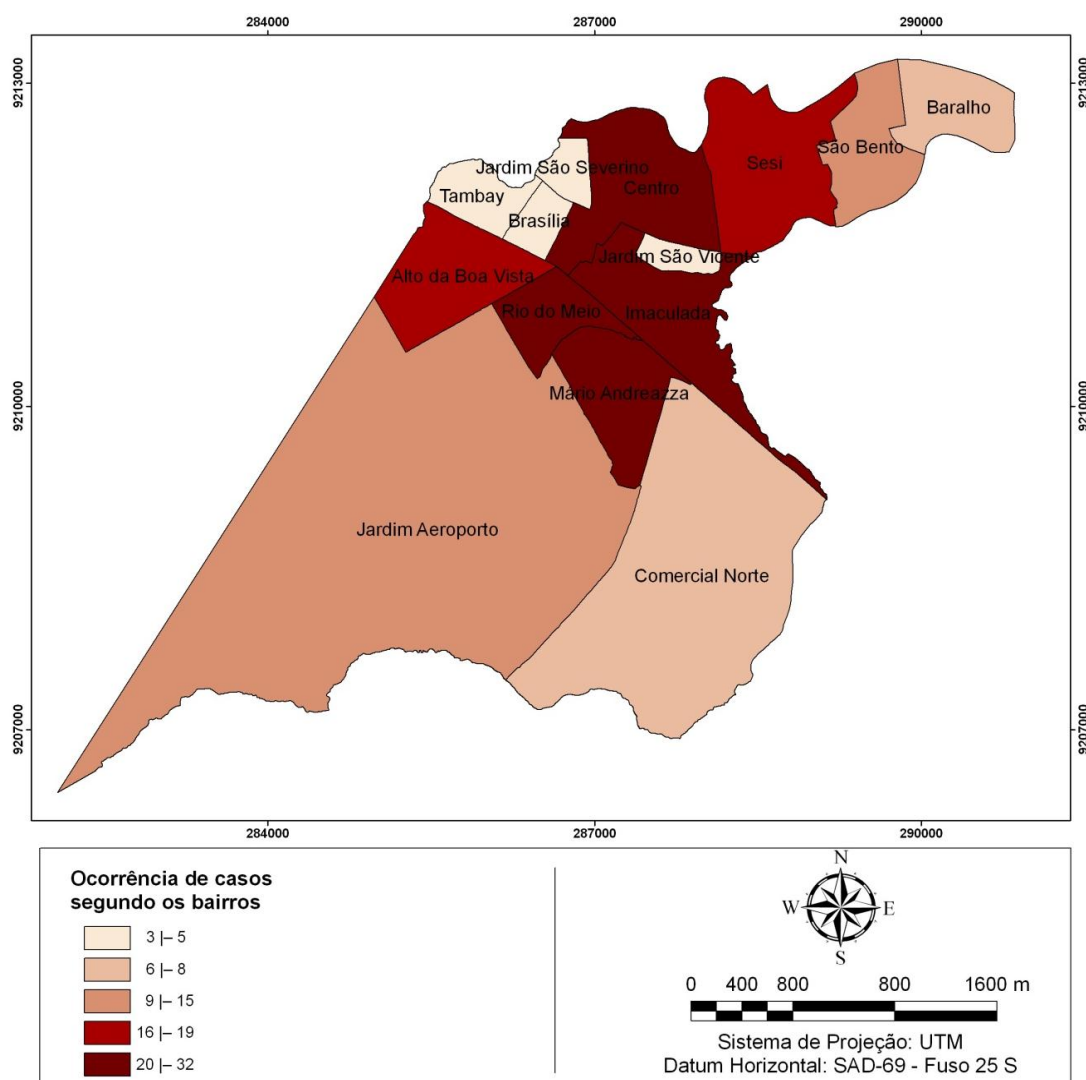 284000
287000
290000
9213000
9213000
Baralho
São Bento
Sesi
Jardim São Severino
Centro
Tambay
Brasília
Jardim São Vicente
Alto da Boa Vista
Rio do Meio
Imaculada
Mário Andreazza
9210000
9210000
Jardim Aeroporto
Comercial Norte
9207000
9207000
284000
287000
290000
Ocorrência de casos
segundo os bairros
3 |– 5
6 |– 8
9 |– 15
16 |– 19
20 |– 32
N
W
E
S
0 400 800 800 1600 m
Sistema de Projeção: UTM
Datum Horizontal: SAD-69 - Fuso 25 S